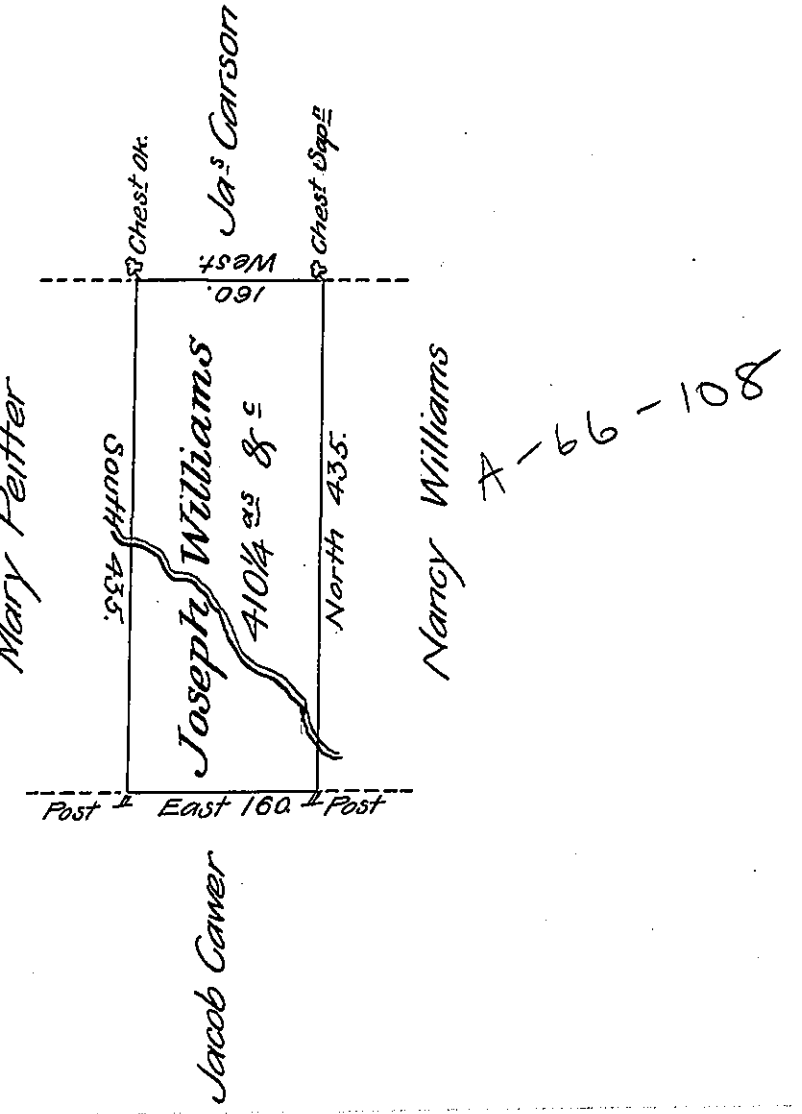 Mary Peiffer
Jaˢ Carson
Chesᵗ Ok.
Chesᵗ Sapⁿ
West.
160.
South 435.
Joseph Williams
410¼ ᵃˢ &ᶜ
North 435.
Post
East 160.
Post
Nancy Williams
Jacob Cawer
A-66-108